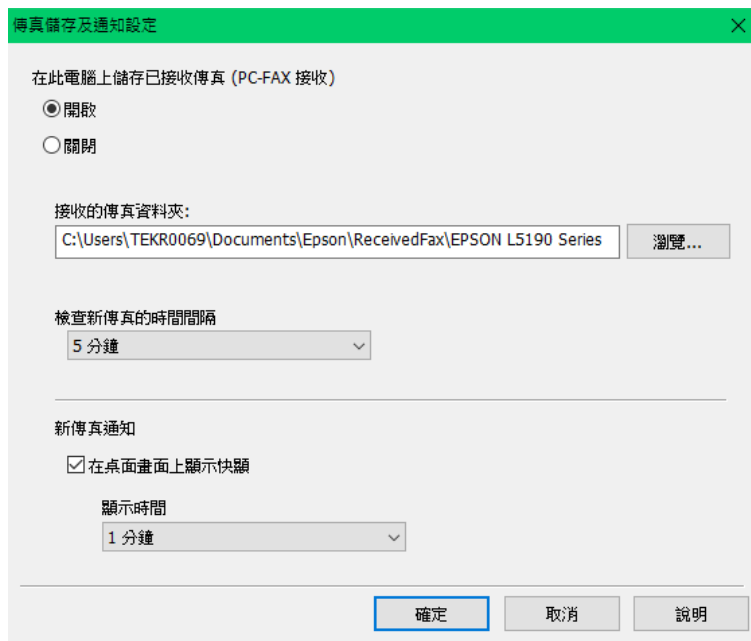 傳真儲存及通知設定
在此電腦上儲存已接收傳真 (PC-FAX 接收)
開啟
關閉
接收的傳真資料夾:
C:\Users\TEKR0069\Documents\Epson\ReceivedFax\EPSON L5190 Series
瀏覽...
檢查新傳真的時間間隔
5 分鐘
新傳真通知
在桌面畫面上顯示快顯
顯示時間
1 分鐘
確定
取消
說明